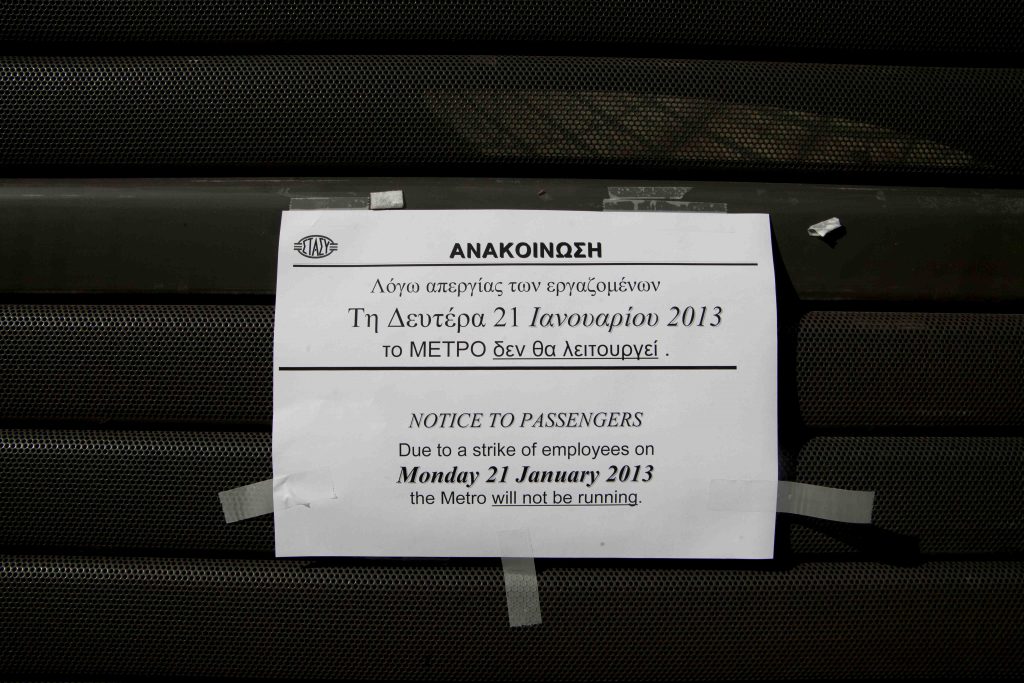 ΣΤΑΣΥ
ΑΝΑΚΟΙΝΩΣΗ
Λόγω απεργίας των εργαζομένων
Τη Δευτέρα 21 Ιανουαρίου 2013
το ΜΕΤΡΟ δεν θα λειτουργεί .
NOTICE TO PASSENGERS
Due to a strike of employees on
Monday 21 January 2013
the Metro will not be running.